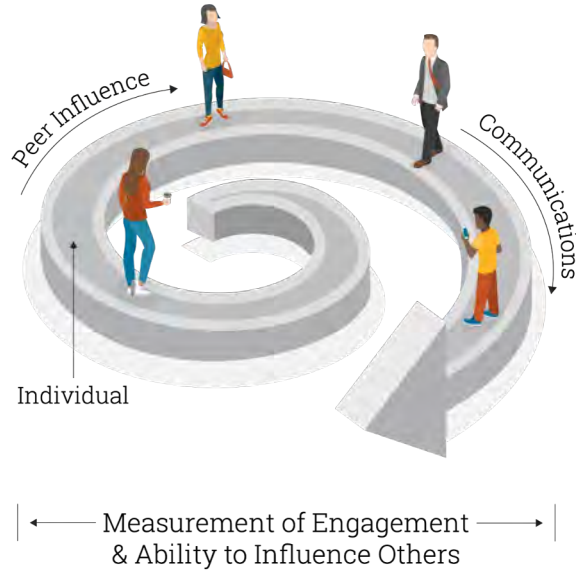 Peer Influence
Communications
Individual
Measurement of Engagement
& Ability to Influence Others